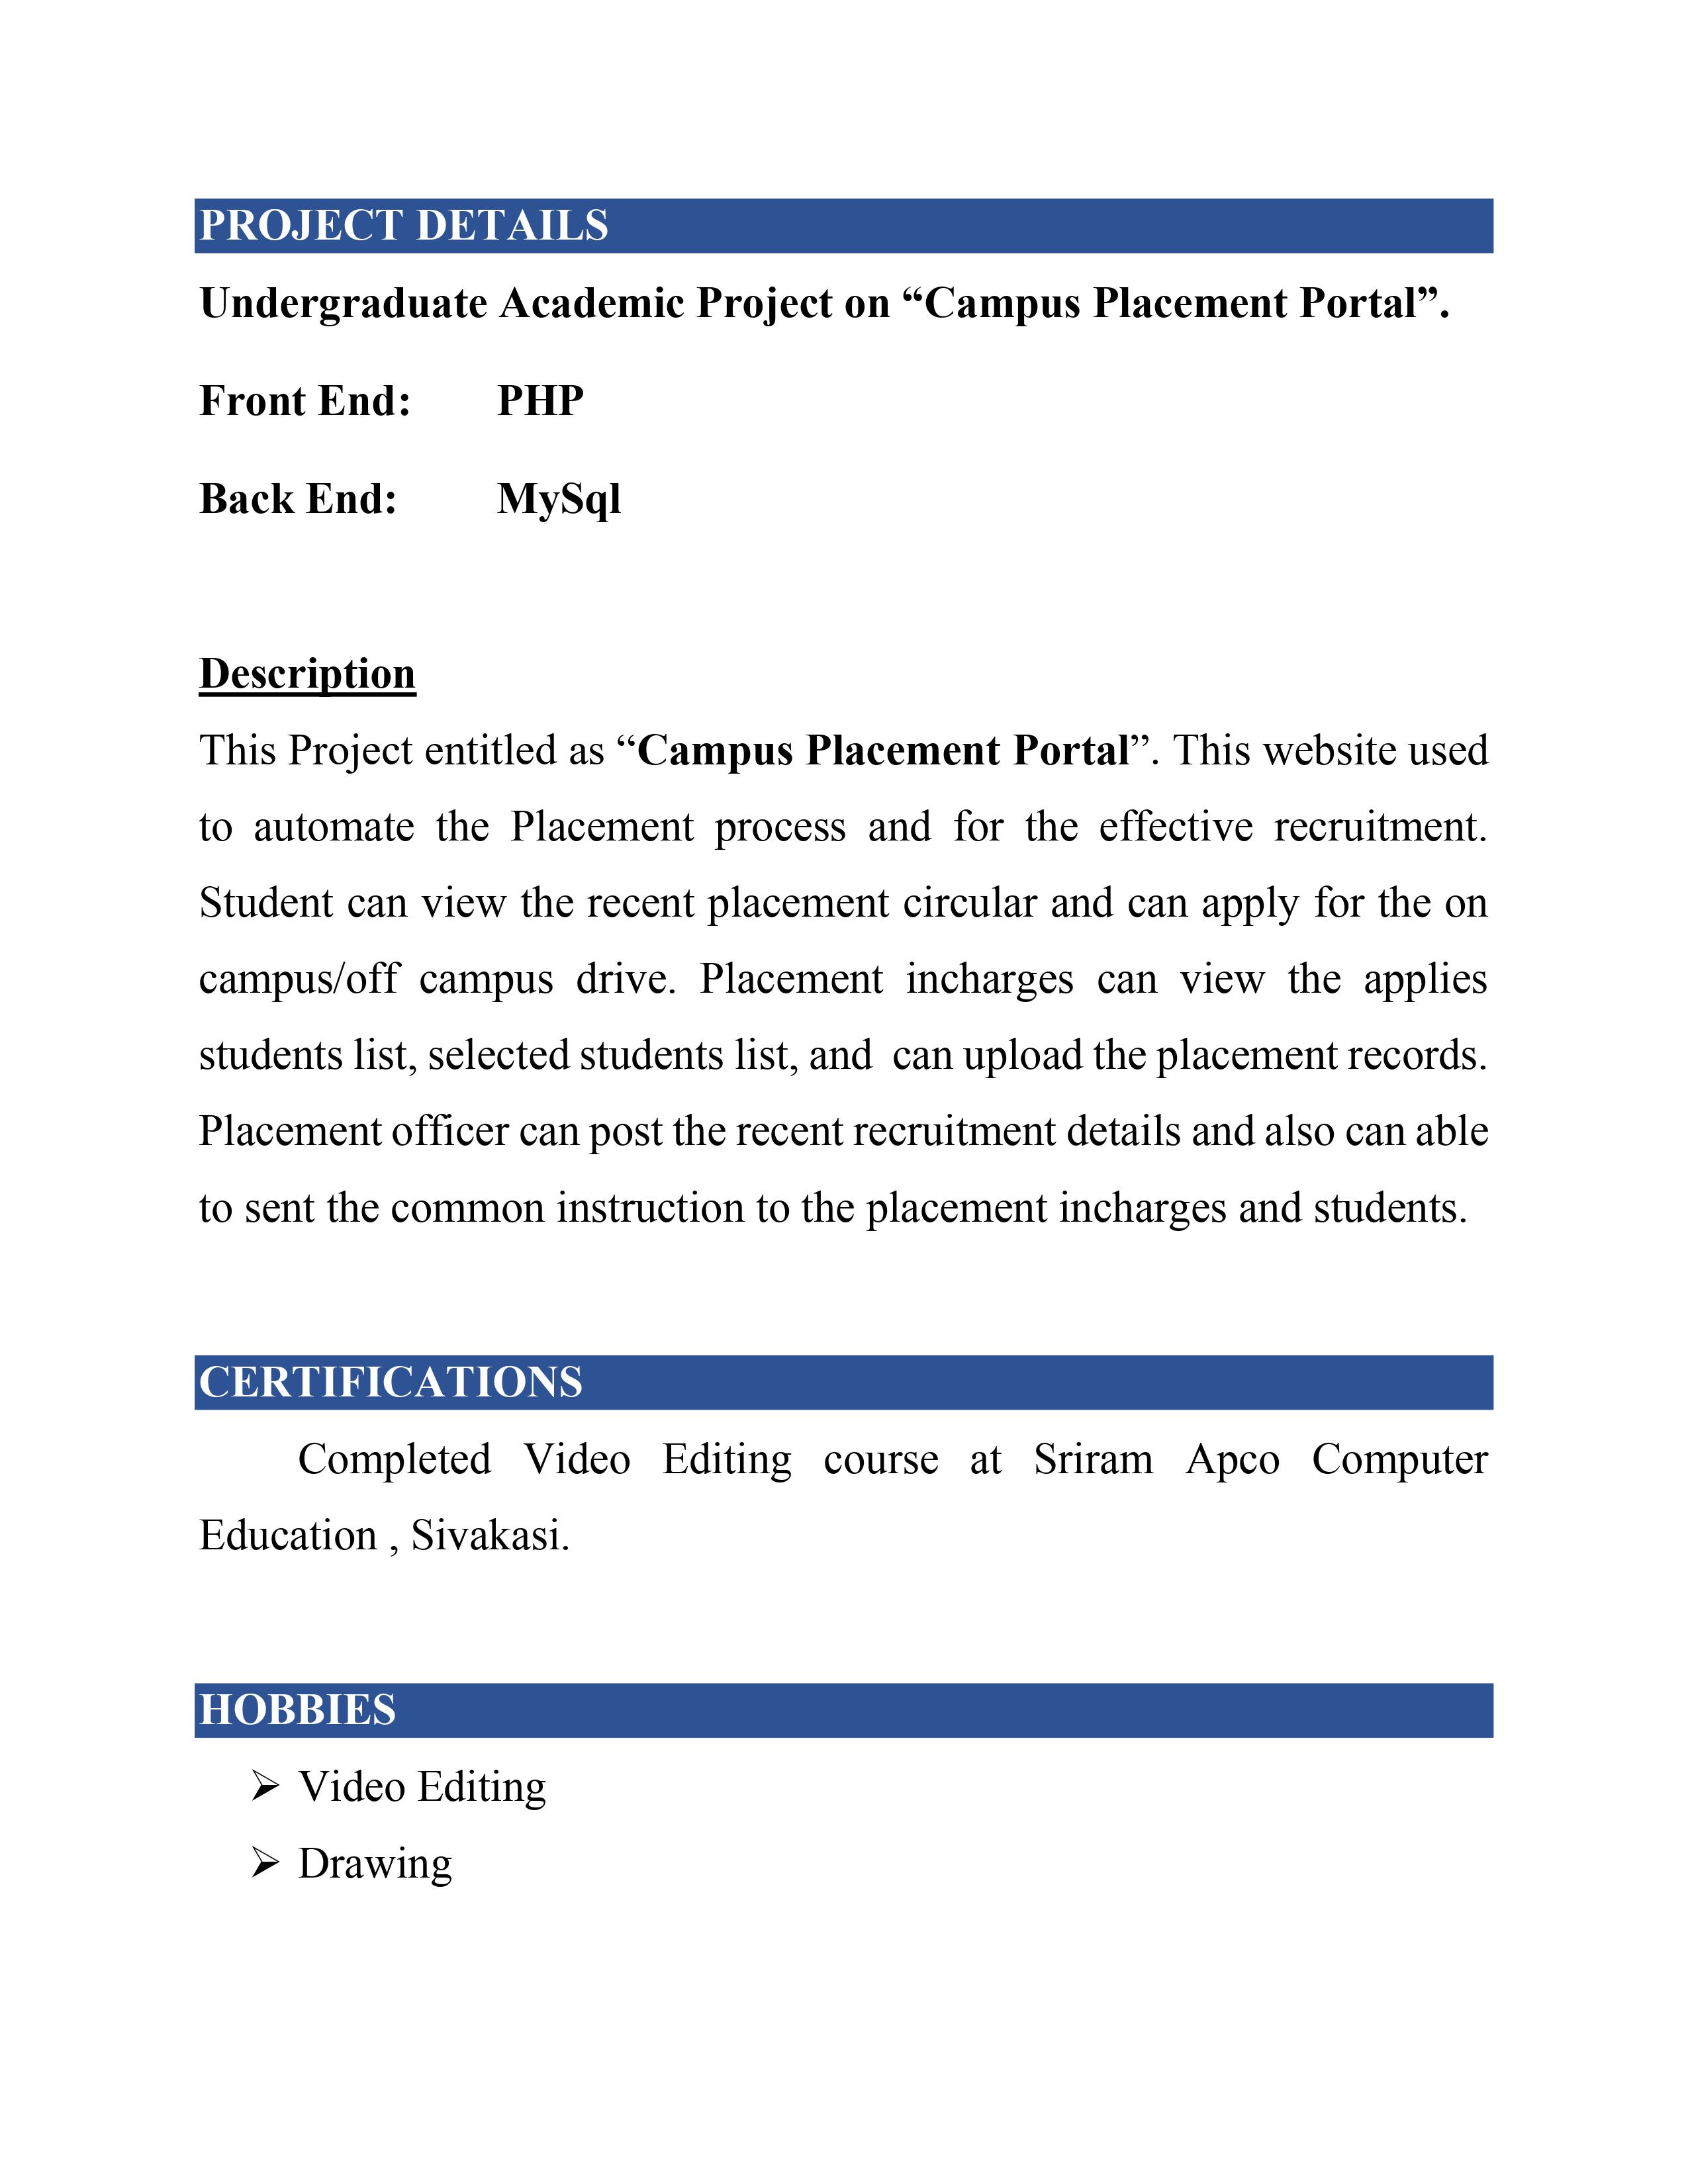 PROJECT DETAILS
Undergraduate Academic Project on “Campus Placement Portal”.
Front End: PHP
Back End: MySql
Description
This Project entitled as “Campus Placement Portal”. This website used
to automate the Placement process and for the effective recruitment.
Student can view the recent placement circular and can apply for the on
campus/off campus drive. Placement incharges can view the applies
students list, selected students list, and  can upload the placement records.
Placement officer can post the recent recruitment details and also can able
to sent the common instruction to the placement incharges and students.
CERTIFICATIONS
Completed Video Editing course at Sriram Apco Computer
Education , Sivakasi.
HOBBIES
➢ Video Editing
➢ Drawing